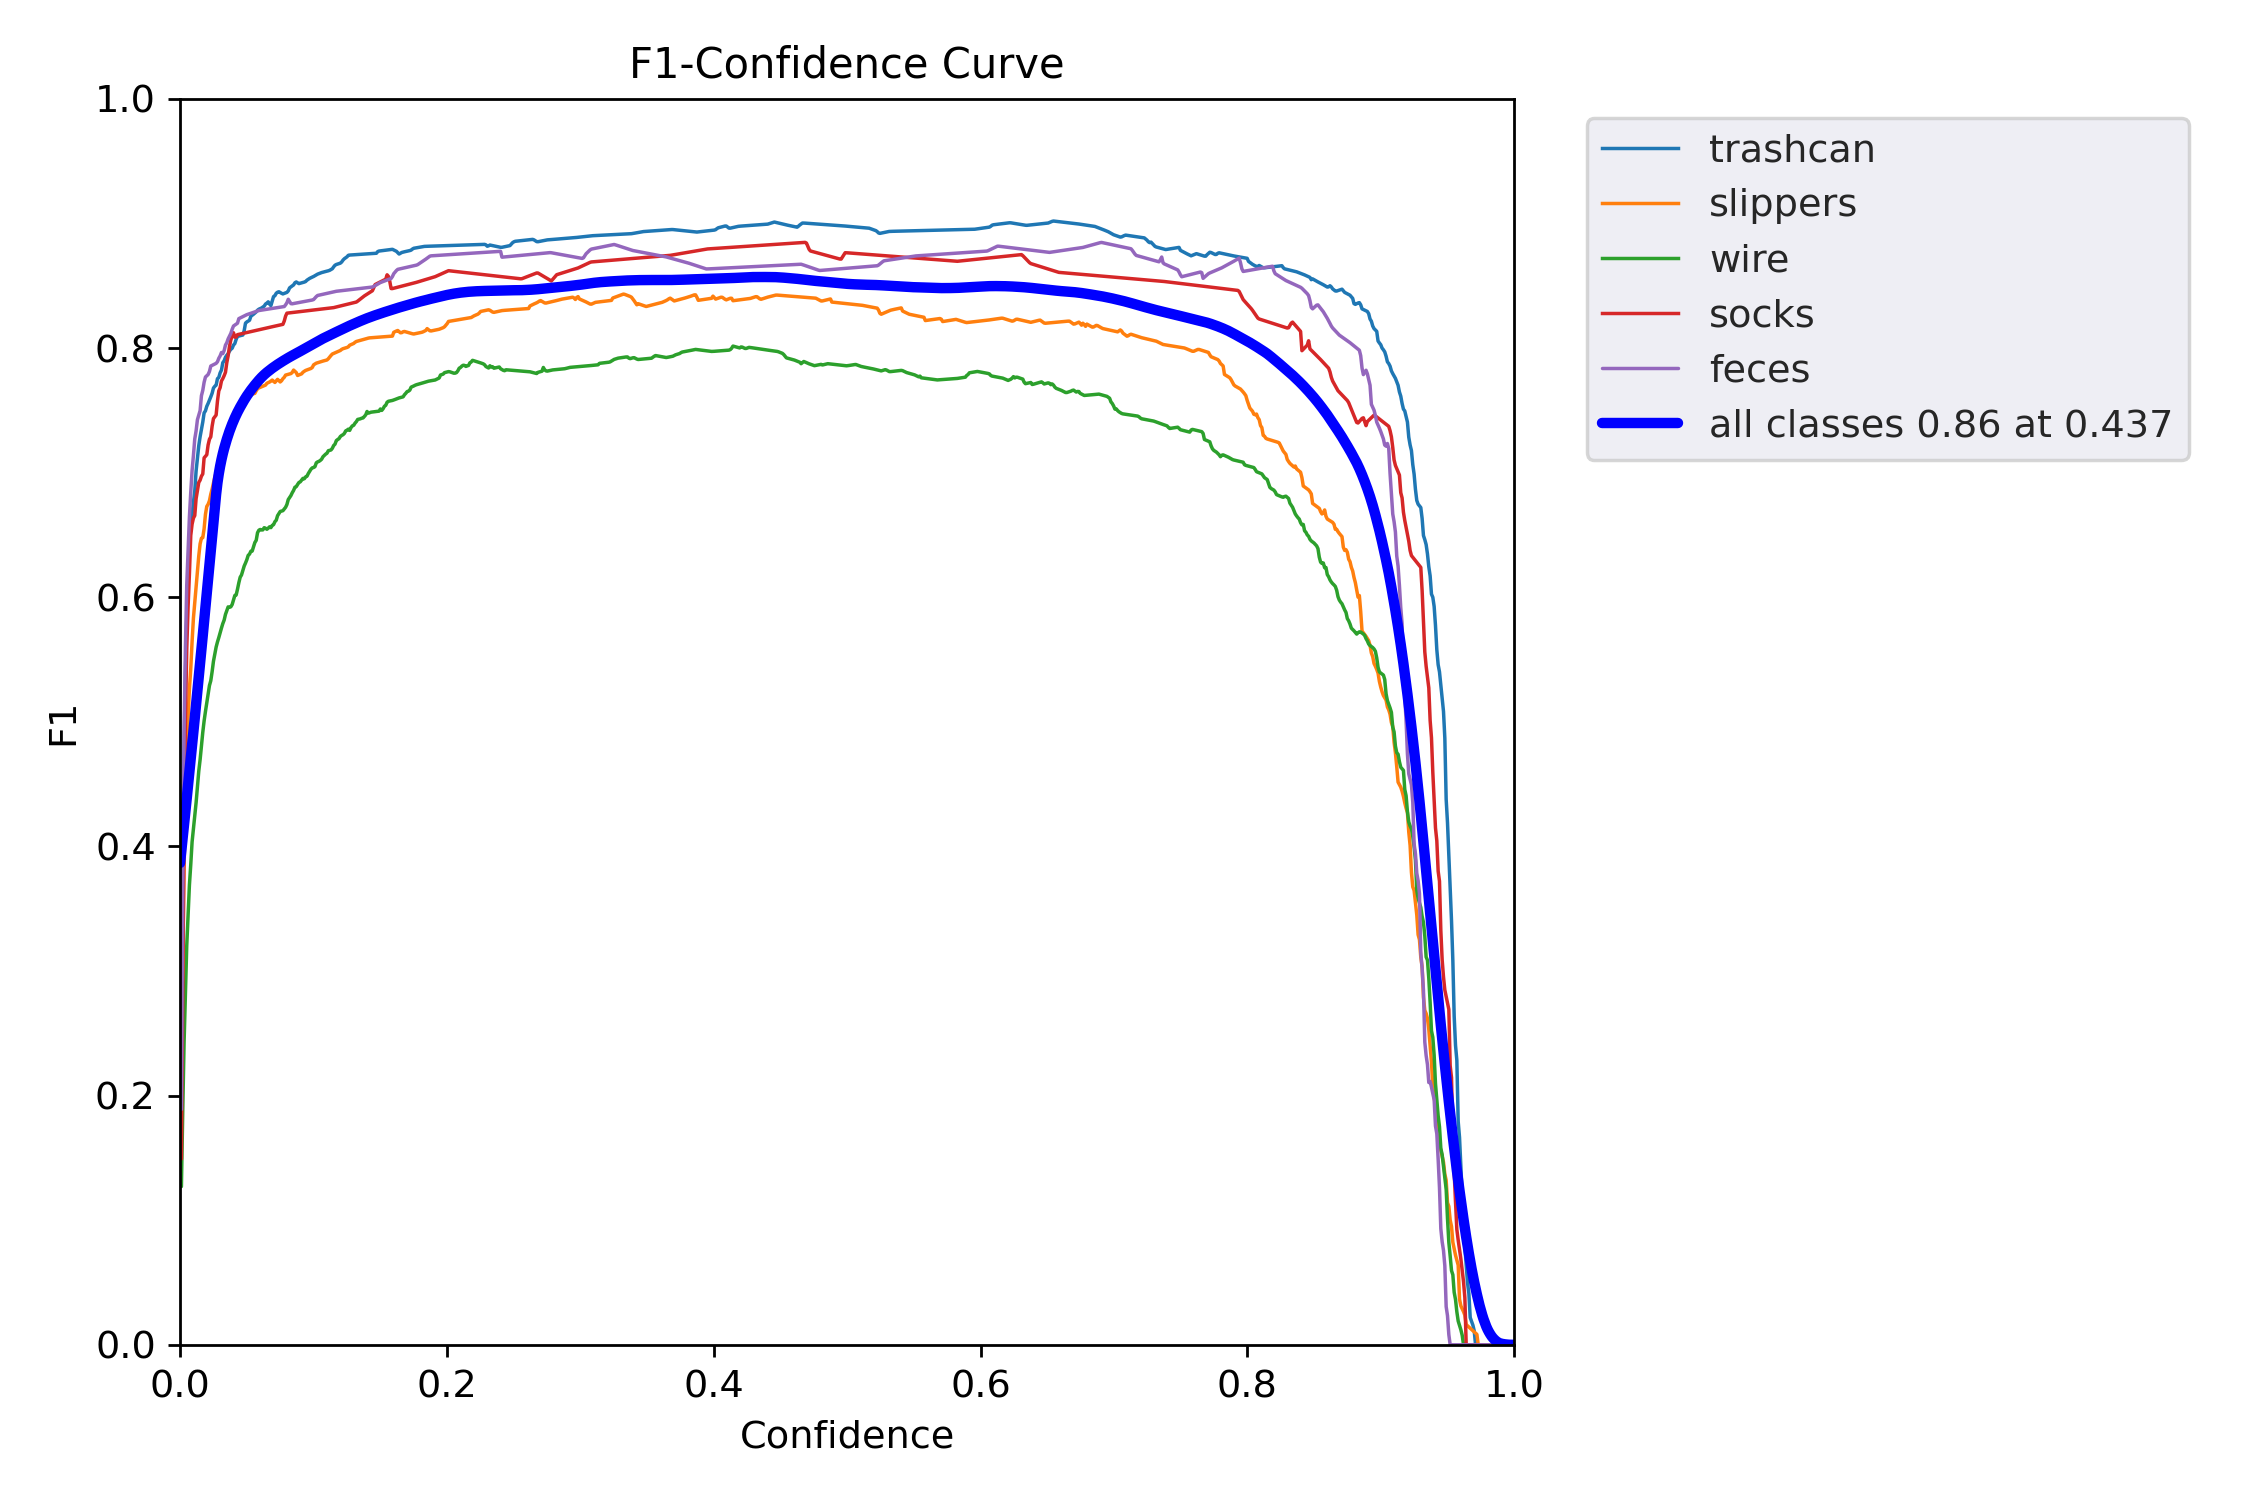 F1-Confidence Curve
1.0
0.8
0.6
0.4
0.2
0.0
F1
0.0 0.2 0.4 0.6 0.8 1.0
Confidence
trashcan
slippers
wire
socks
feces
all classes 0.86 at 0.437